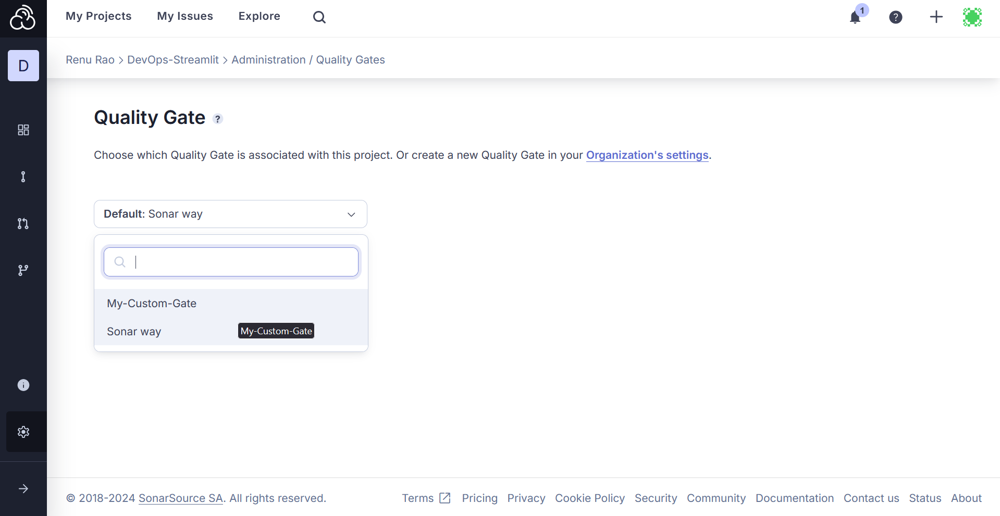 My Projects My Issues Explore
1
?
D
Renu Rao > DevOps-Streamlit > Administration / Quality Gates
Quality Gate ?
Choose which Quality Gate is associated with this project. Or create a new Quality Gate in your Organization's settings.
Default: Sonar way
My-Custom-Gate
Sonar way
My-Custom-Gate
© 2018-2024 SonarSource SA. All rights reserved.
Terms Pricing Privacy Cookie Policy Security Community Documentation Contact us Status About